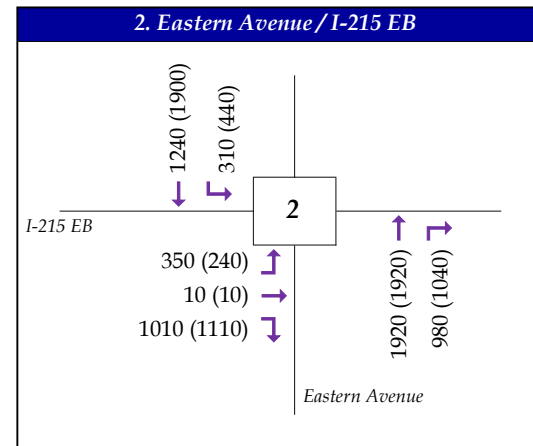 2. Eastern Avenue / I-215 EB
1240 (1900)
310 (440)
I-215 EB
2
350 (240)
10 (10)
1010 (1110)
1920 (1920)
980 (1040)
Eastern Avenue